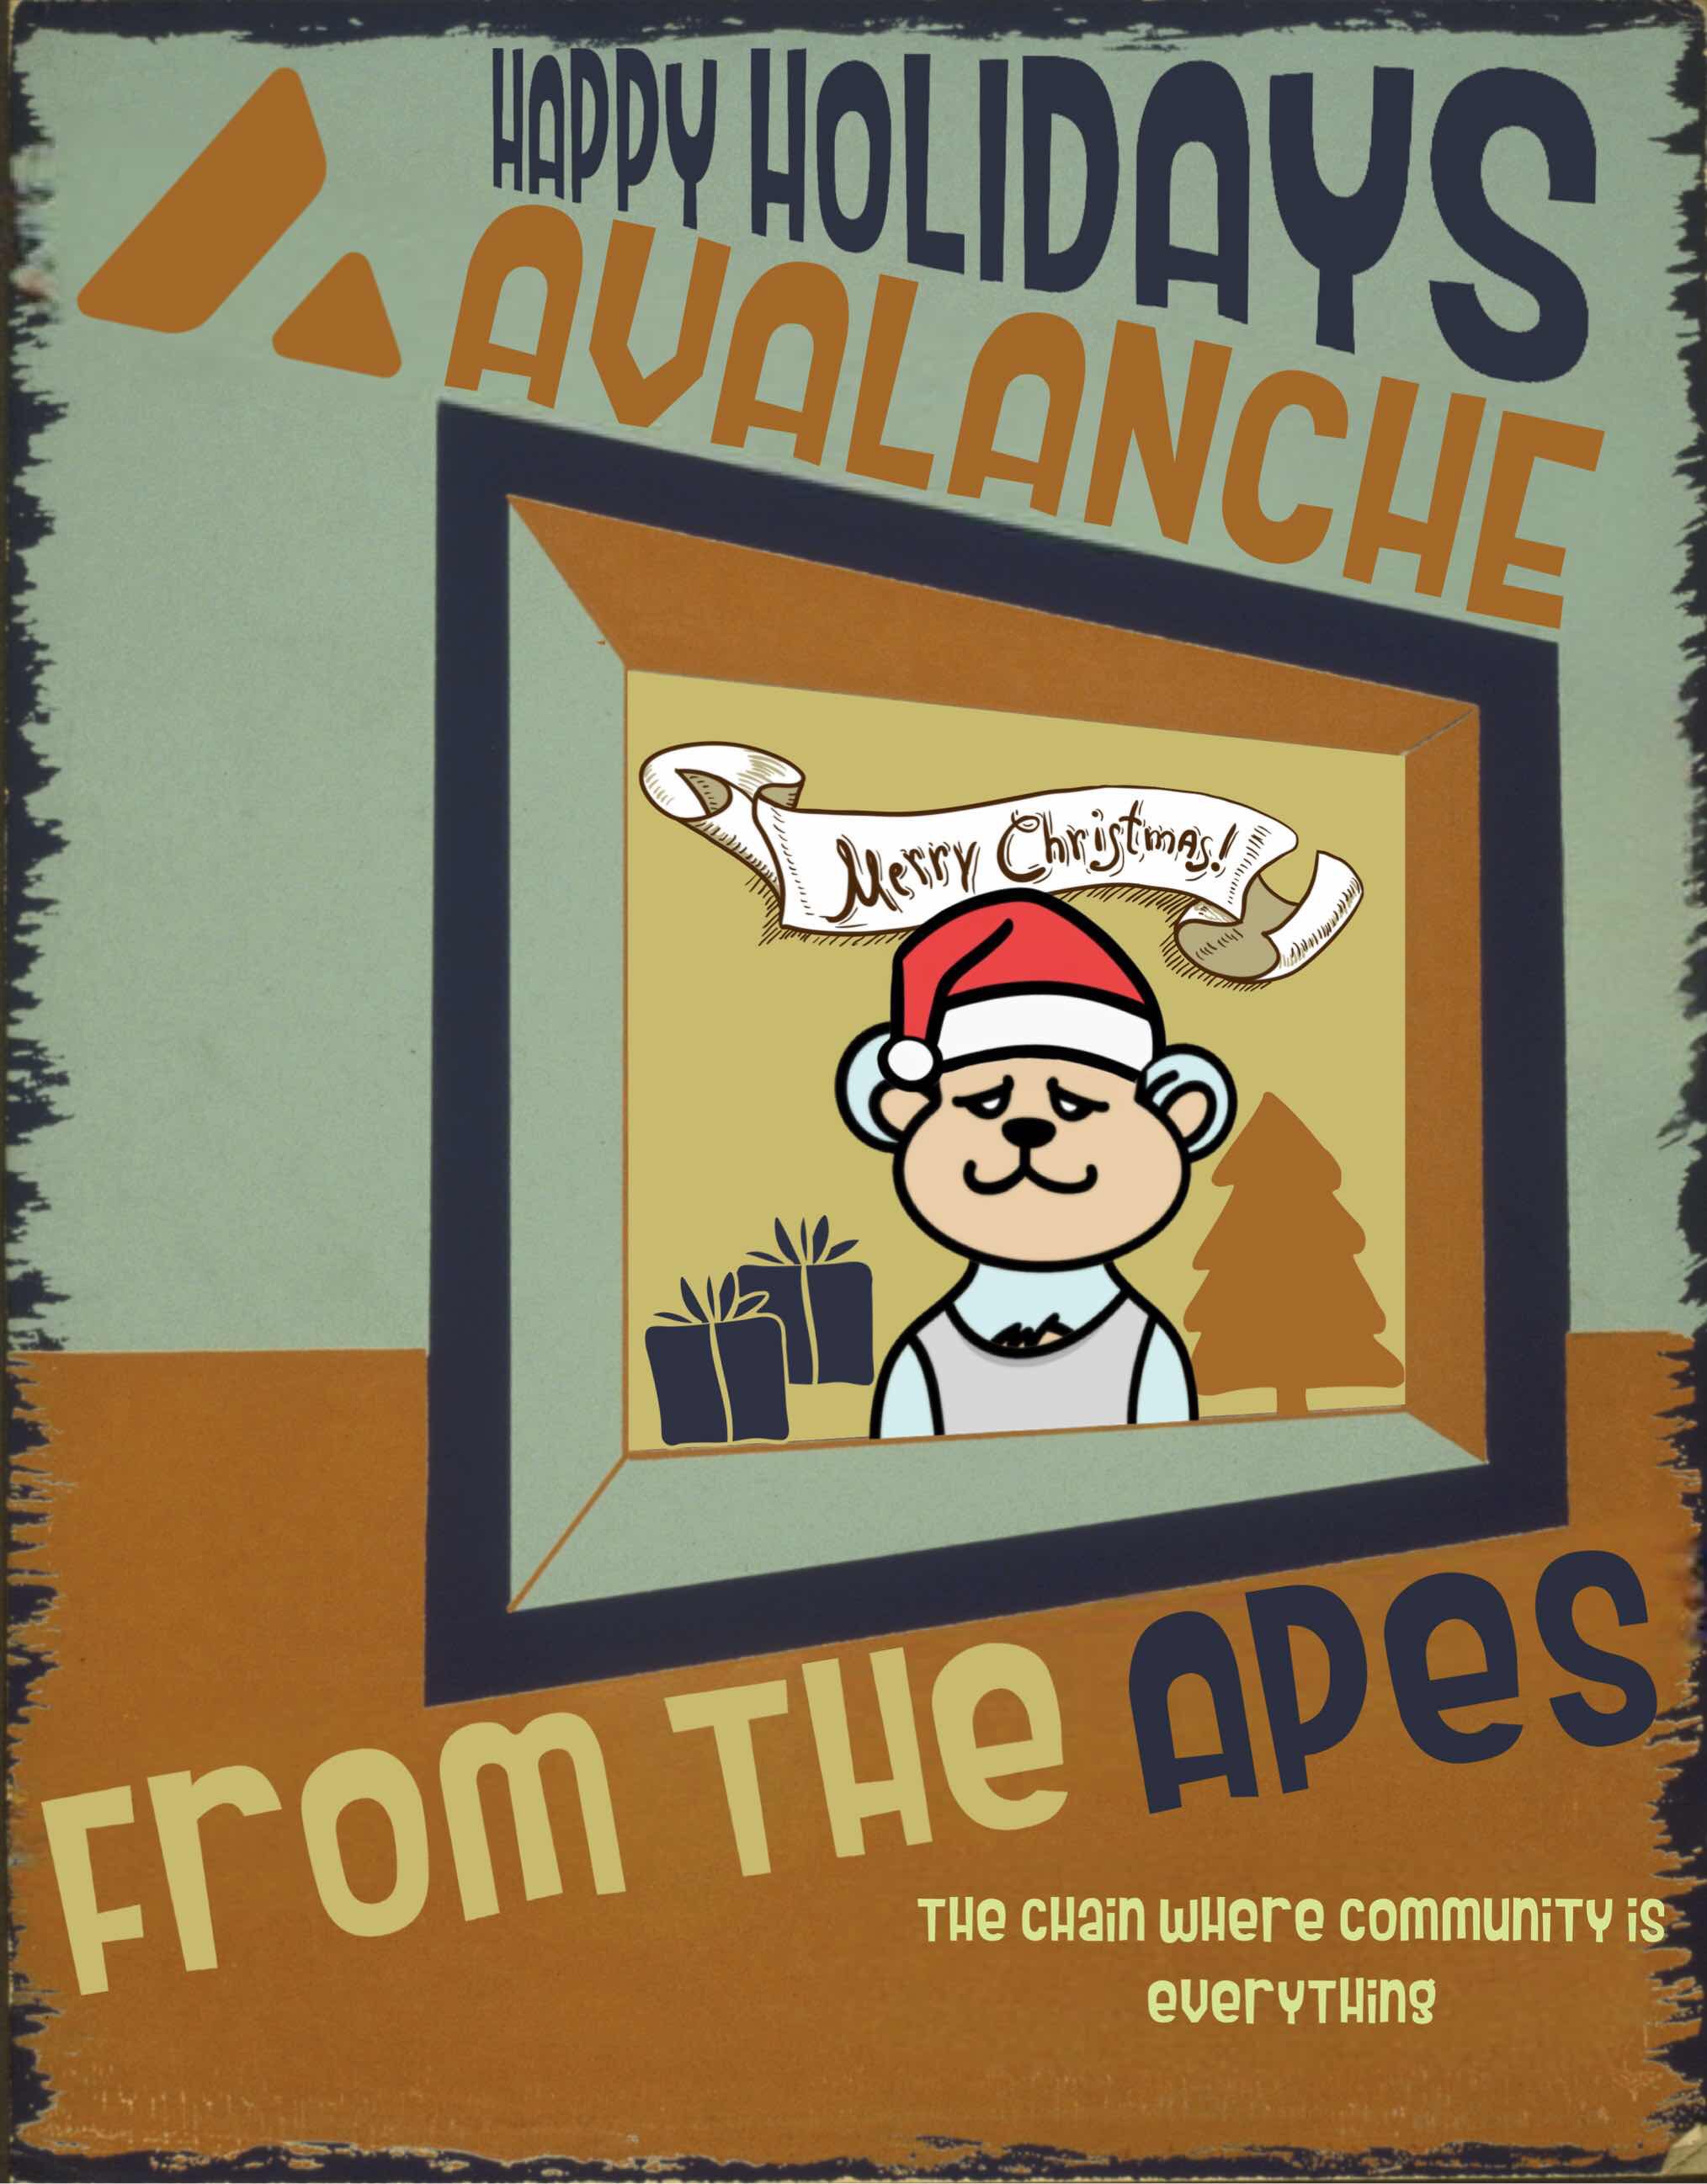 HAPPY HOLIDAYS
AVALANCHE
Merry Christmas!
From THe APes
THe CHain wHere community is
everyTHing